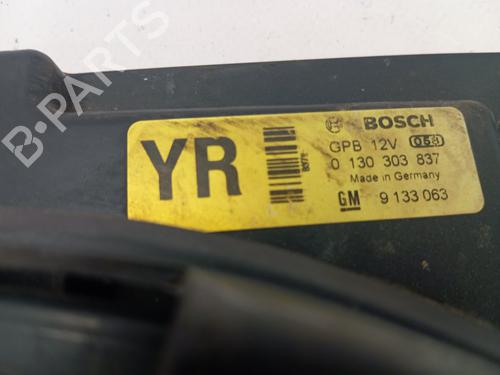 YR
BOSCH
GPB 12V
0 130 303 837
Made in Germany
GM 9 133 063
B-PARTS